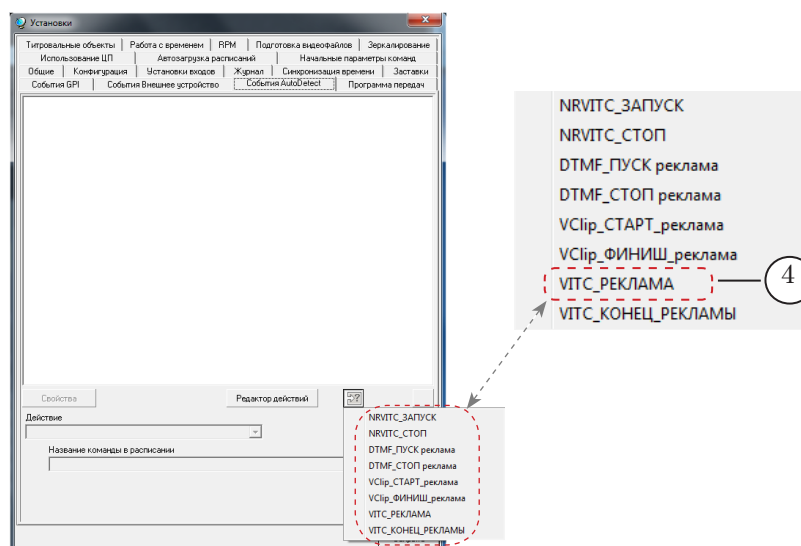 Установки
Титровальные объекты Работа с временем RPM Подготовка видеофайлов Зеркалирование
Использование ЦП Автозагрузка расписаний Начальные параметры команд
Общие Конфигурация Установки входов Журнал Синхронизация времени Заставки
События GPI События Внешнее устройство События AutoDetect Программа передач
Свойства Редактор действий
Действие
Название команды в расписании
NRVITC_ЗАПУСК
NRVITC_СТОП
DTMF_ПУСК реклама
DTMF_СТОП реклама
VClip_СТАРТ_реклама
VClip_ФИНИШ_реклама
VITC_РЕКЛАМА
VITC_КОНЕЦ_РЕКЛАМЫ
NRVITC_ЗАПУСК
NRVITC_СТОП
DTMF_ПУСК реклама
DTMF_СТОП реклама
VClip_СТАРТ_реклама
VClip_ФИНИШ_реклама
VITC_РЕКЛАМА
4
VITC_КОНЕЦ_РЕКЛАМЫ